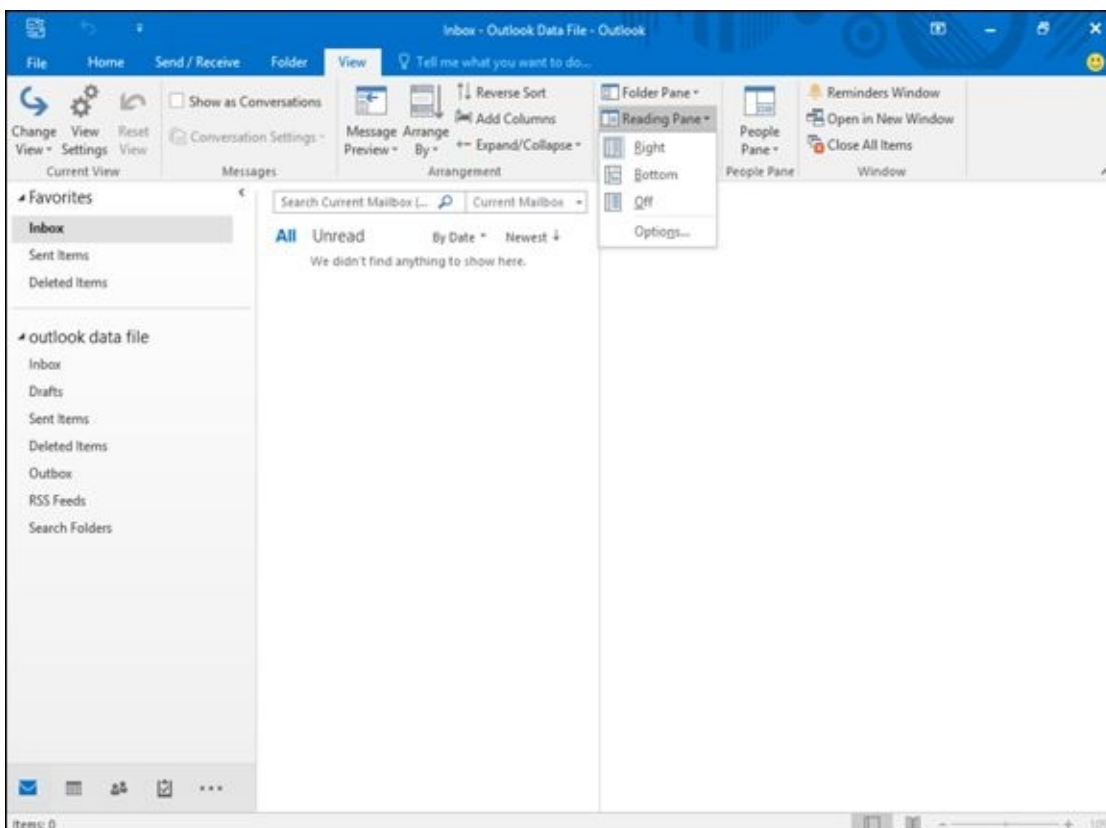 Inbox - Outlook Data File - Outlook
File Home Send / Receive Folder View Tell me what you want to do...
Change View
View Settings
Reset View
Current View
Show as Conversations
Conversation Settings
Messages
Message Preview
Arrange By
Reverse Sort
Add Columns
Expand/Collapse
Arrangement
Folder Pane
Reading Pane
Right
Bottom
Off
Options...
People Pane
People Pane
Reminders Window
Open in New Window
Close All Items
Window
Favorites
Inbox
Sent Items
Deleted Items
outlook data file
Inbox
Drafts
Sent Items
Deleted Items
Outbox
RSS Feeds
Search Folders
Search Current Mailbox (... Current Mailbox
All Unread By Date Newest
We didn't find anything to show here.
Items: 0